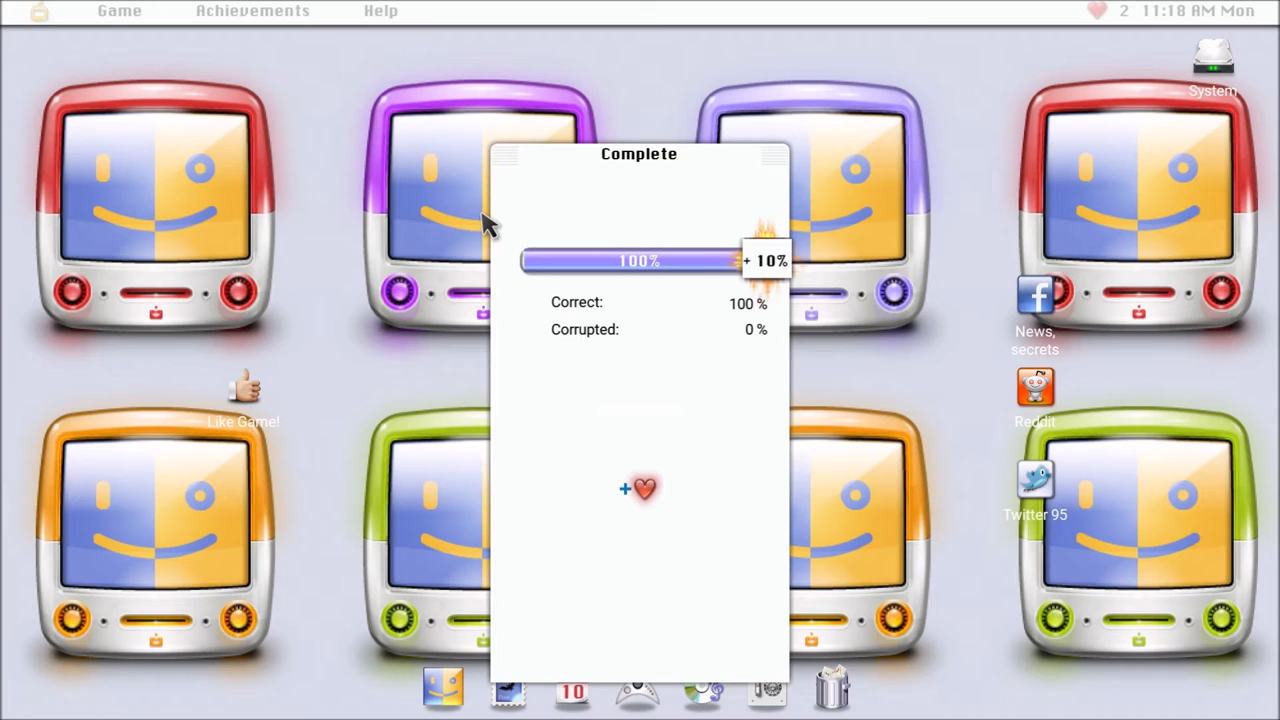 Game Achievements Help 2 11:18 AM Mon
System
Complete
100% + 10%
Correct: 100 %
Corrupted: 0 %
News,
secrets
Like Game!
Reddit
+
Twitter 95
10